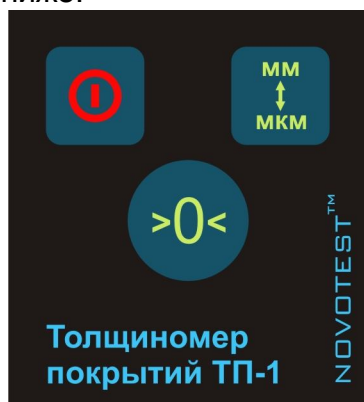 ММ
МКМ
>0<
Толщиномер
покрытий ТП-1
NOVOTEST™